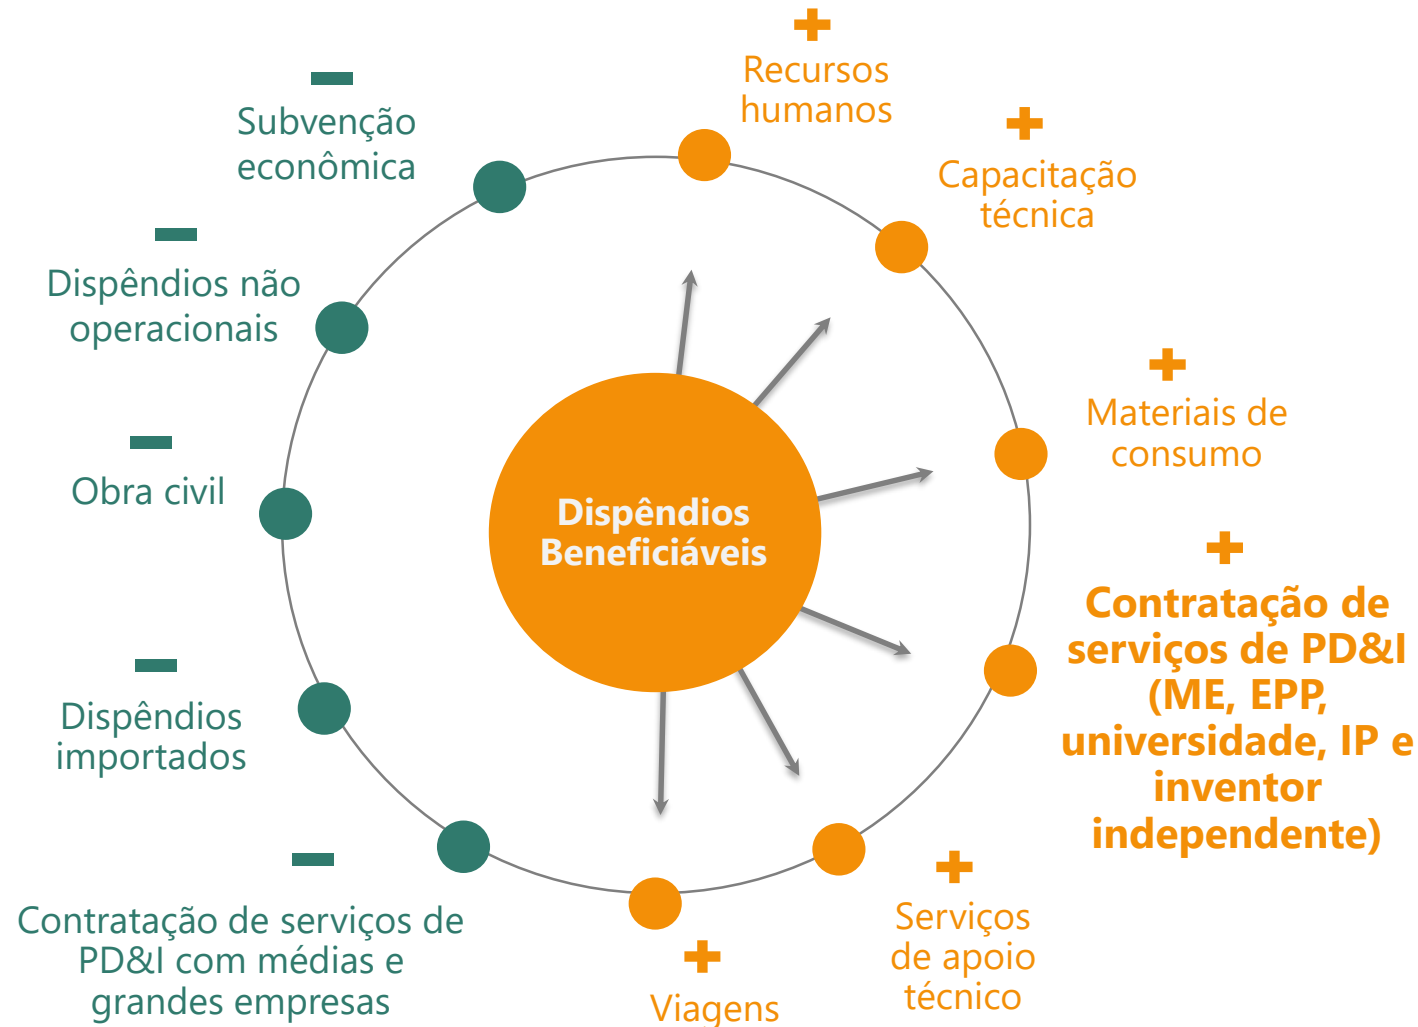 Dispêndios
Beneficiáveis
Recursos
humanos
Capacitação
técnica
Materiais de
consumo
Contratação de
serviços de PD&I
(ME, EPP,
universidade, IP e
inventor
independente)
Serviços
de apoio
técnico
Viagens
Contratação de serviços de
PD&I com médias e
grandes empresas
Dispêndios
importados
Obra civil
Dispêndios não
operacionais
Subvenção
econômica